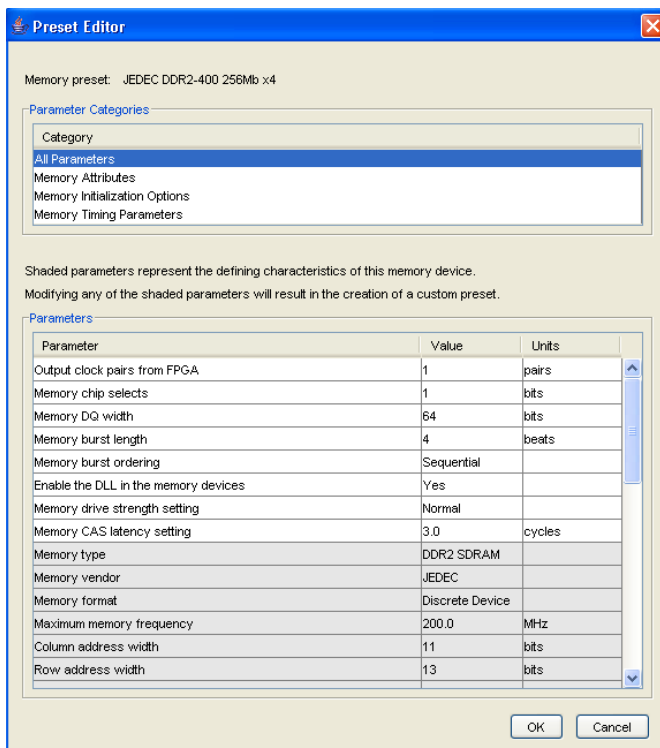 Preset Editor
Memory preset: JEDEC DDR2-400 256Mb x4
Parameter Categories
Category
All Parameters
Memory Attributes
Memory Initialization Options
Memory Timing Parameters
Shaded parameters represent the defining characteristics of this memory device.
Modifying any of the shaded parameters will result in the creation of a custom preset.
Parameters
Parameter Value Units
Output clock pairs from FPGA 1 pairs
Memory chip selects 1 bits
Memory DQ width 64 bits
Memory burst length 4 beats
Memory burst ordering Sequential
Enable the DLL in the memory devices Yes
Memory drive strength setting Normal
Memory CAS latency setting 3.0 cycles
Memory type DDR2 SDRAM
Memory vendor JEDEC
Memory format Discrete Device
Maximum memory frequency 200.0 MHz
Column address width 11 bits
Row address width 13 bits
OK Cancel